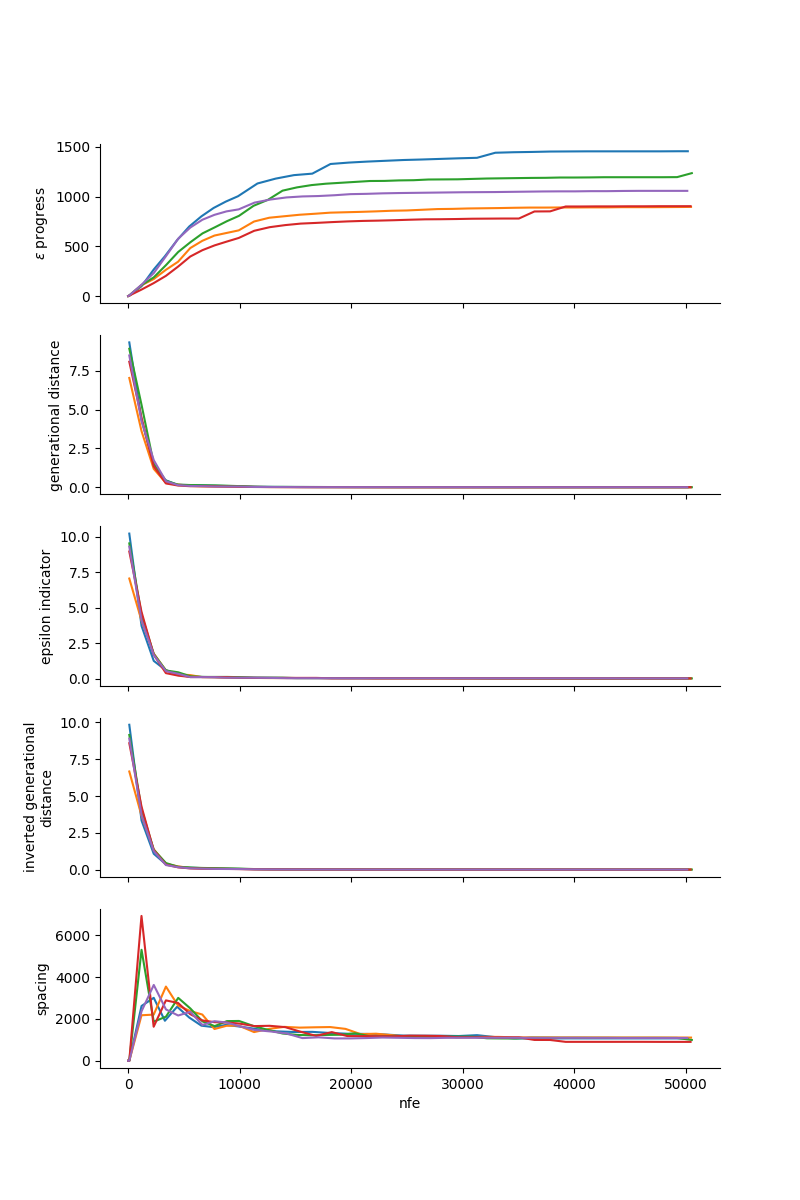 1500
1000
500
0
ε progress
7.5
5.0
2.5
0.0
generational distance
10.0
7.5
5.0
2.5
0.0
epsilon indicator
10.0
7.5
5.0
2.5
0.0
inverted generational
distance
6000
4000
2000
0
spacing
0 10000 20000 30000 40000 50000
nfe